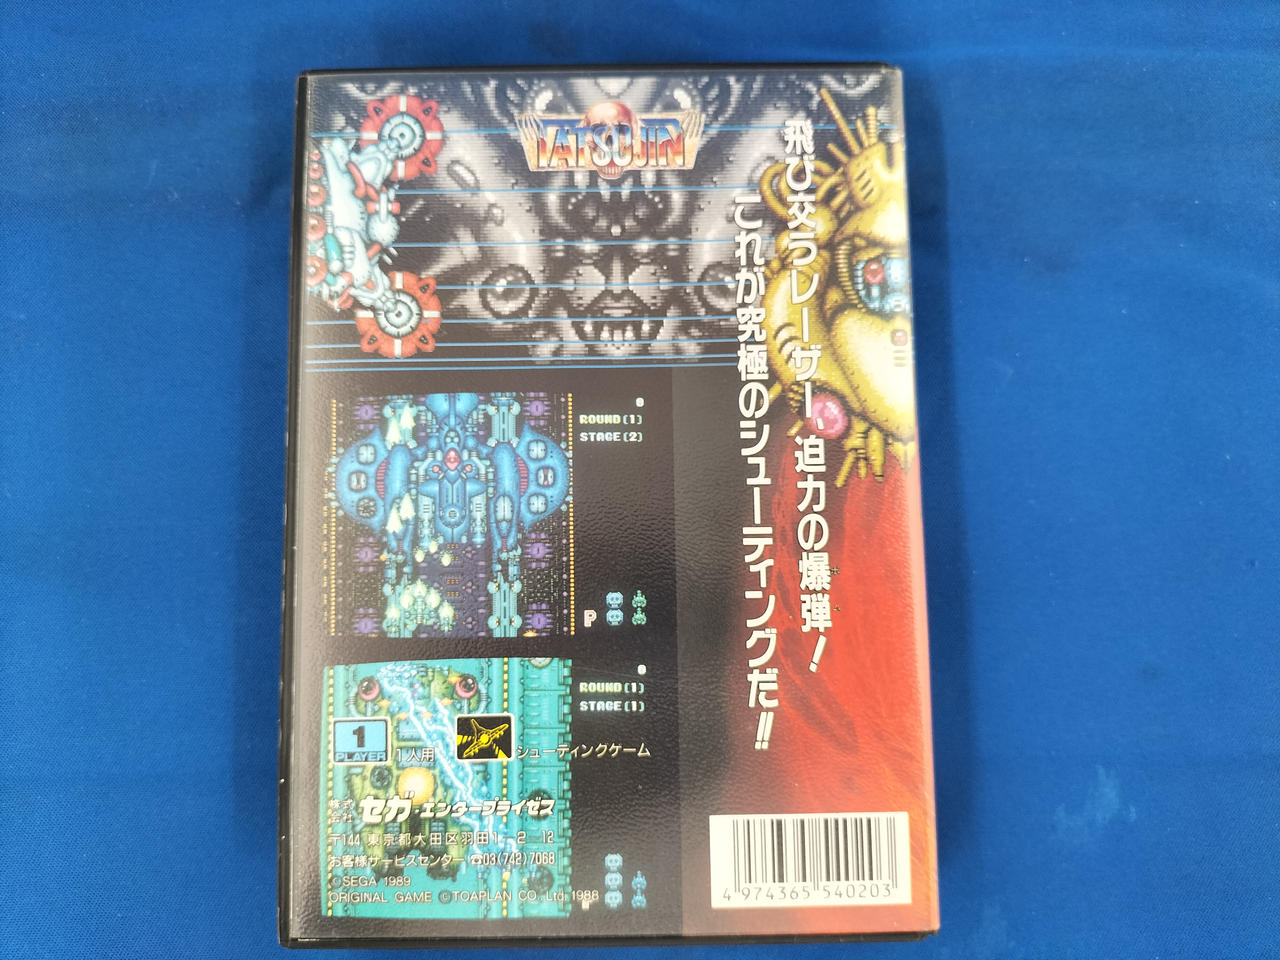 TATSUJIN
飛び交うレーザー、迫力の爆弾!
これが究極のシューティングだ!!
0
ROUND(1)
STAGE(2)
P
0
ROUND(1)
STAGE(1)
1
PLAYER
1人用
シューティングゲーム
株式会社 セガ・エンタープライゼス
〒144 東京都大田区羽田1-2-12
お客様サービスセンター ☎03(742)7068
©SEGA 1989
ORIGINAL GAME ©TOAPLAN CO., Ltd. 1988
4 974365 540203